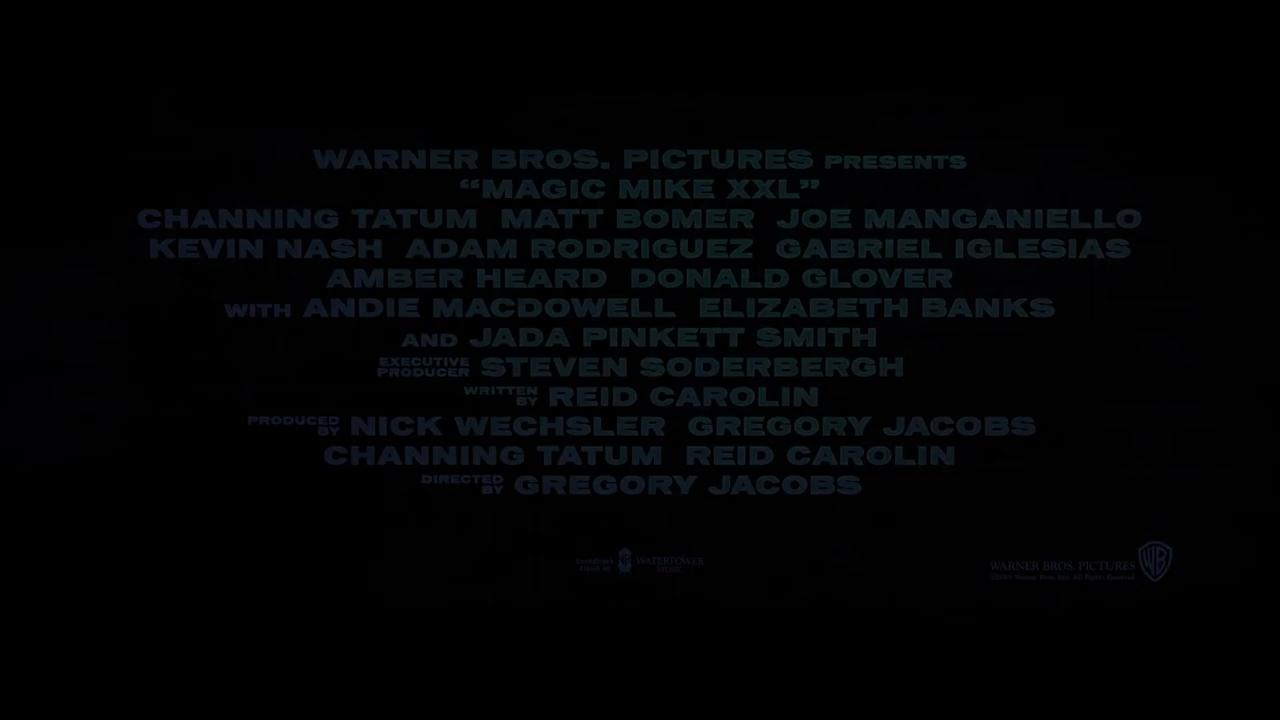 WARNER BROS. PICTURES PRESENTS
“MAGIC MIKE XXL”
CHANNING TATUM MATT BOMER JOE MANGANIELLO
KEVIN NASH ADAM RODRIGUEZ GABRIEL IGLESIAS
AMBER HEARD DONALD GLOVER
WITH ANDIE MACDOWELL ELIZABETH BANKS
AND JADA PINKETT SMITH
EXECUTIVE PRODUCER STEVEN SODERBERGH
WRITTEN BY REID CAROLIN
PRODUCED BY NICK WECHSLER GREGORY JACOBS
CHANNING TATUM REID CAROLIN
DIRECTED BY GREGORY JACOBS
WATERTOWER
MUSIC
WARNER BROS. PICTURES
WB